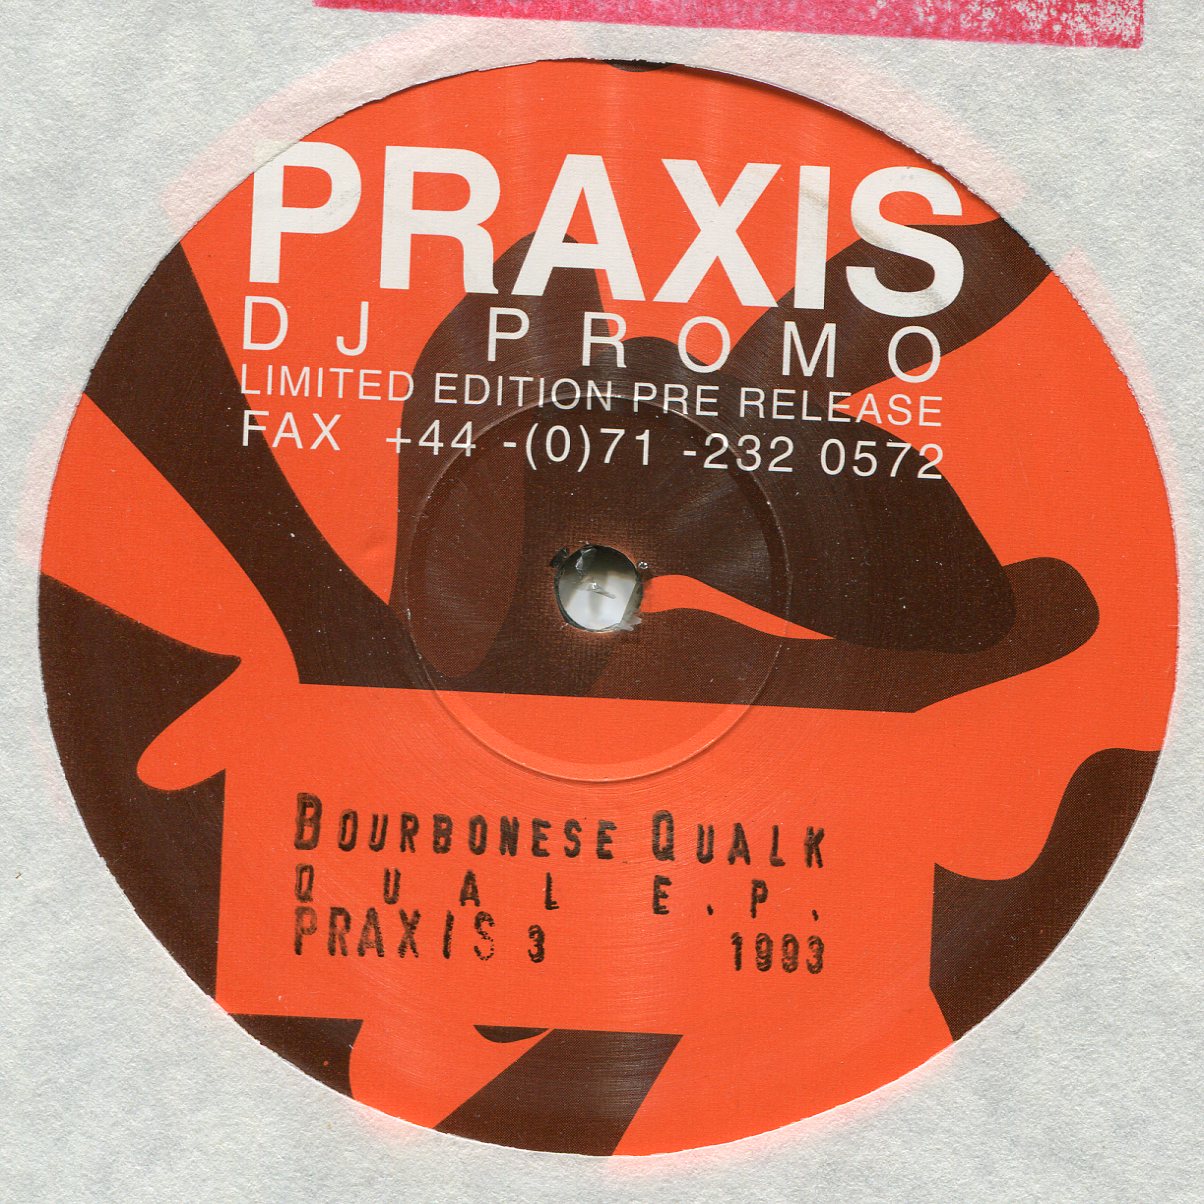 PRAXIS
DJ PROMO
LIMITED EDITION PRE RELEASE
FAX +44 -(0)71 -232 0572
BOURBONESE QUALK
QUAL E.P.
PRAXIS 3 1993